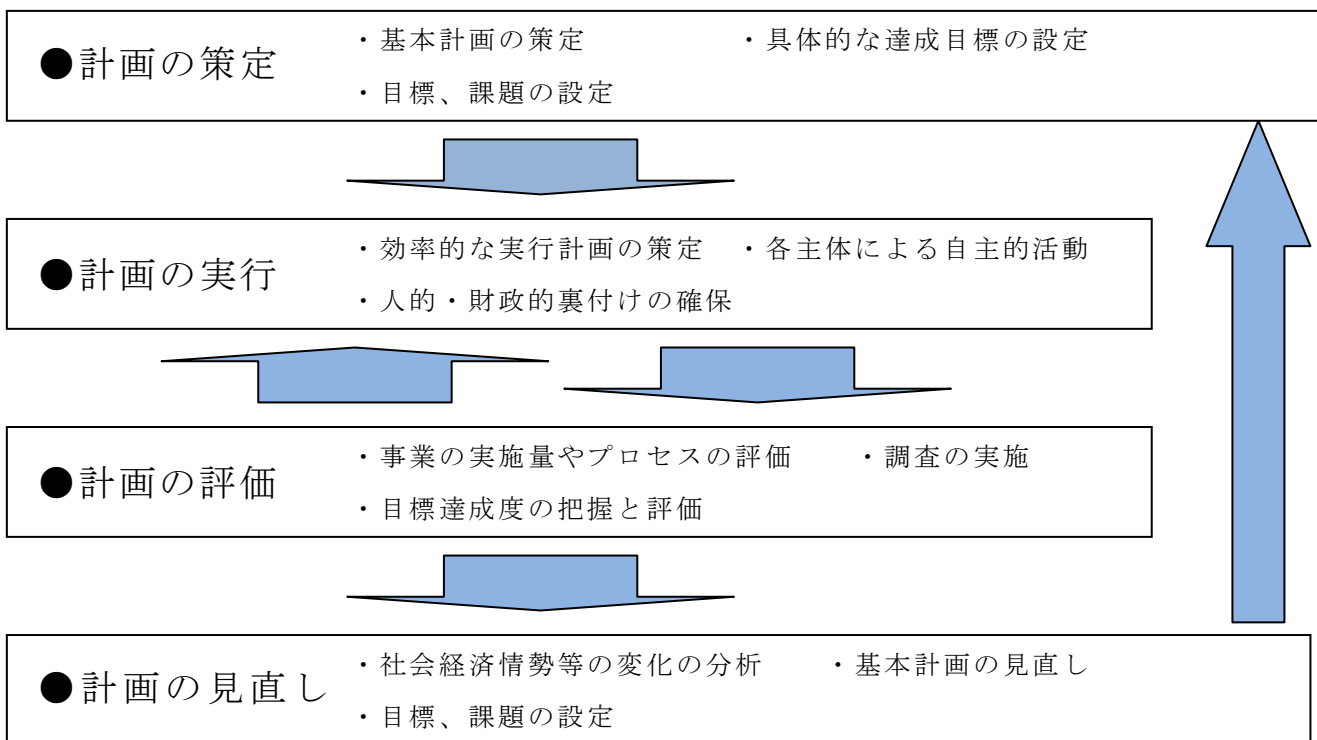 ●計画の策定
・基本計画の策定 ・具体的な達成目標の設定
・目標、課題の設定
●計画の実行
・効率的な実行計画の策定 ・各主体による自主的活動
・人的・財政的裏付けの確保
●計画の評価
・事業の実施量やプロセスの評価 ・調査の実施
・目標達成度の把握と評価
●計画の見直し
・社会経済情勢等の変化の分析 ・基本計画の見直し
・目標、課題の設定